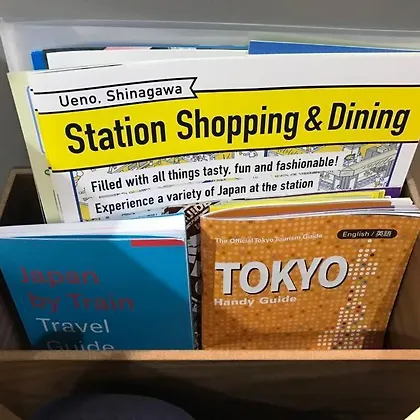 Ueno, Shinagawa
Station Shopping & Dining
Filled with all things tasty, fun and fashionable!
Experience a variety of Japan at the station
Japan
by Train
Travel
Guide
The Official Tokyo Tourism Guide
English / 英語
TOKYO
Handy Guide